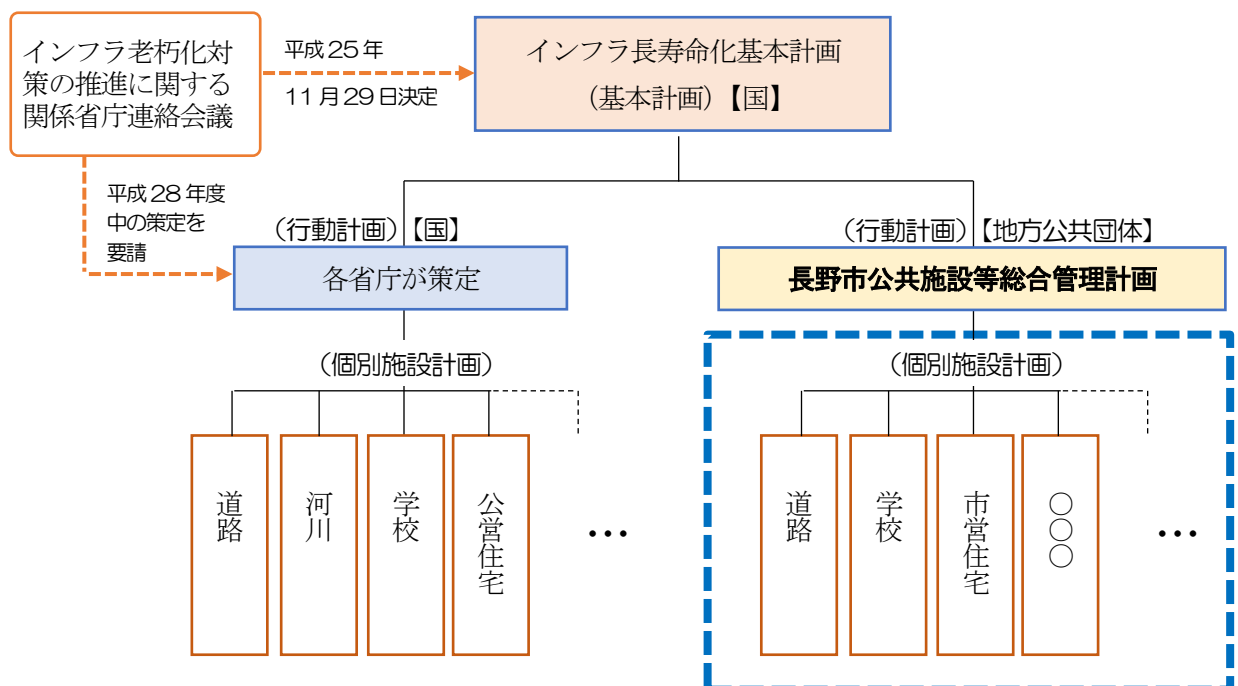 インフラ老朽化対
策の推進に関する
関係省庁連絡会議
平成25年
11月29日決定
インフラ長寿命化基本計画
(基本計画)【国】
平成28年度
中の策定を
要請
(行動計画)【国】
各省庁が策定
(行動計画)【地方公共団体】
長野市公共施設等総合管理計画
(個別施設計画)
道路
河川
学校
公営住宅
…
(個別施設計画)
道路
学校
市営住宅
○○○
…